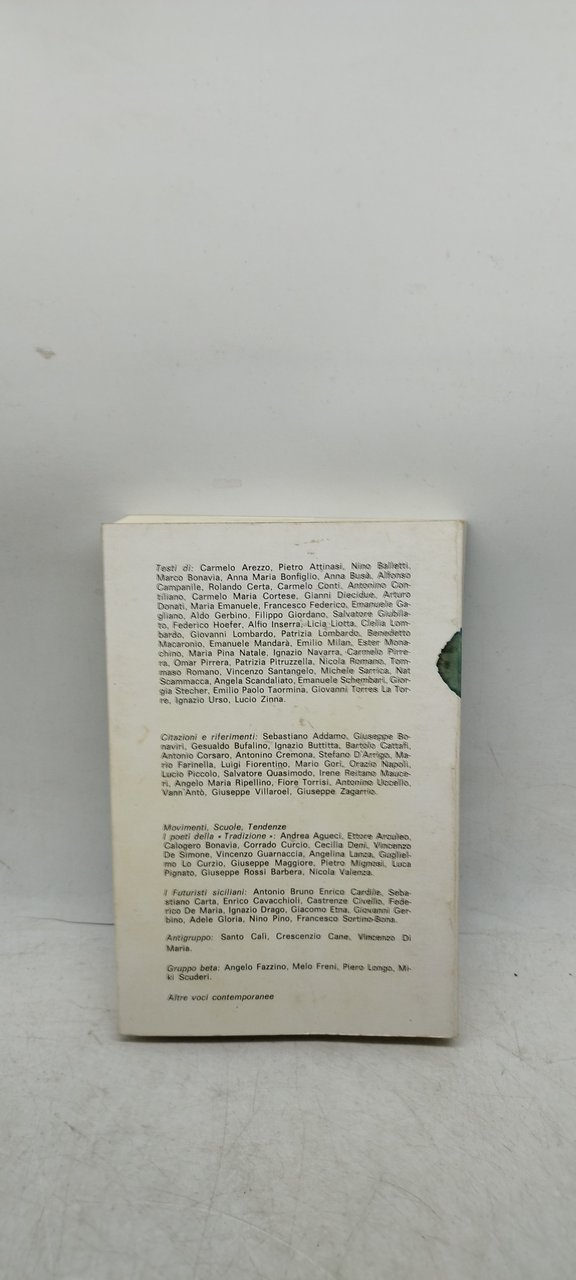 Testi di: Carmelo Arezzo, Pietro Attinasi, Nino Balletti,
Marco Bonavia, Anna Maria Bonfiglio, Anna Busà, Alfonso
Campanile, Rolando Certa, Carmelo Conti, Antonino Con-
tiliano, Carmelo Maria Cortese, Gianni Diecidue, Arturo
Donati, Maria Emanuele, Francesco Federico, Emanuele Ga-
gliano, Aldo Gerbino, Filippo Giordano, Salvatore Giubila-
to, Federico Hoefer, Alfio Inserra, Licia Liotta, Clelia Lom-
bardo, Giovanni Lombardo, Patrizia Lombardo, Benedetto
Macaronio, Emanuele Mandarà, Emilio Milan, Ester Mona-
chino, Maria Pina Natale, Ignazio Navarra, Carmelo Pirre-
ra, Omar Pirrera, Patrizia Pitruzzella, Nicola Romano, Tom-
maso Romano, Vincenzo Santangelo, Michele Sarrica, Nat
Scammacca, Angela Scandaliato, Emanuele Schembari, Gior-
gia Stecher, Emilio Paolo Taormina, Giovanni Torres La Tor-
re, Ignazio Urso, Lucio Zinna.
Citazioni e riferimenti: Sebastiano Addamo, Giuseppe Bo-
naviri, Gesualdo Bufalino, Ignazio Buttitta, Bartolo Cattafi,
Antonio Corsaro, Antonino Cremona, Stefano D'Arrigo, Ma-
rio Farinella, Luigi Fiorentino, Mario Gori, Orazio Napoli,
Lucio Piccolo, Salvatore Quasimodo, Irene Reitano Mauce-
ri, Angelo Maria Ripellino, Fiore Torrisi, Antonino Uccello,
Vann'Antò, Giuseppe Villaroel, Giuseppe Zagarrio.
Movimenti, Scuole, Tendenze
I poeti della « Tradizione »: Andrea Agueci, Ettore Arculeo,
Calogero Bonavia, Corrado Curcio, Cecilia Deni, Vincenzo
De Simone, Vincenzo Guarnaccia, Angelina Lanza, Gugliel-
mo Lo Curzio, Giuseppe Maggiore, Pietro Mignosi, Luca
Pignato, Giuseppe Rossi Barbera, Nicola Valenza.
I Futuristi siciliani: Antonio Bruno Enrico Cardile, Seba-
stiano Carta, Enrico Cavacchioli, Castrenze Civello, Fede-
rico De Maria, Ignazio Drago, Giacomo Etna, Giovanni Ger-
bino, Adele Gloria, Nino Pino, Francesco Sortino-Bona.
Antigruppo: Santo Calì, Crescenzio Cane, Vincenzo Di
Maria.
Gruppo beta: Angelo Fazzino, Melo Freni, Piero Longo, Mi-
ki Scuderi.
Altre voci contemporanee